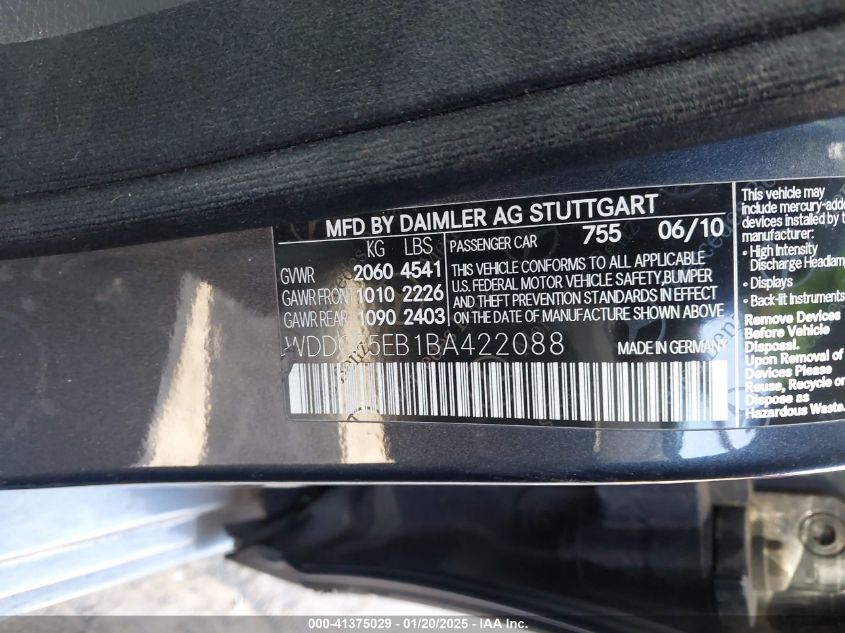 MFD BY DAIMLER AG STUTTGART
KG LBS PASSENGER CAR 755 06/10
GVWR 2060 4541
GAWR FRONT 1010 2226
GAWR REAR 1090 2403
THIS VEHICLE CONFORMS TO ALL APPLICABLE
U.S. FEDERAL MOTOR VEHICLE SAFETY, BUMPER
AND THEFT PREVENTION STANDARDS IN EFFECT
ON THE DATE OF MANUFACTURE SHOWN ABOVE
MADE IN GERMANY
This vehicle may
include mercury-adde
devices installed by t
manufacturer:
• High Intensity
Discharge Headlam
• Displays
• Back-lit Instruments
Remove Devices
Before Vehicle
Disposal.
Upon Removal of
Devices Please
Reuse, Recycle or
Dispose as
Hazardous Waste.
000-41375029 - 01/20/2025 - IAA Inc.